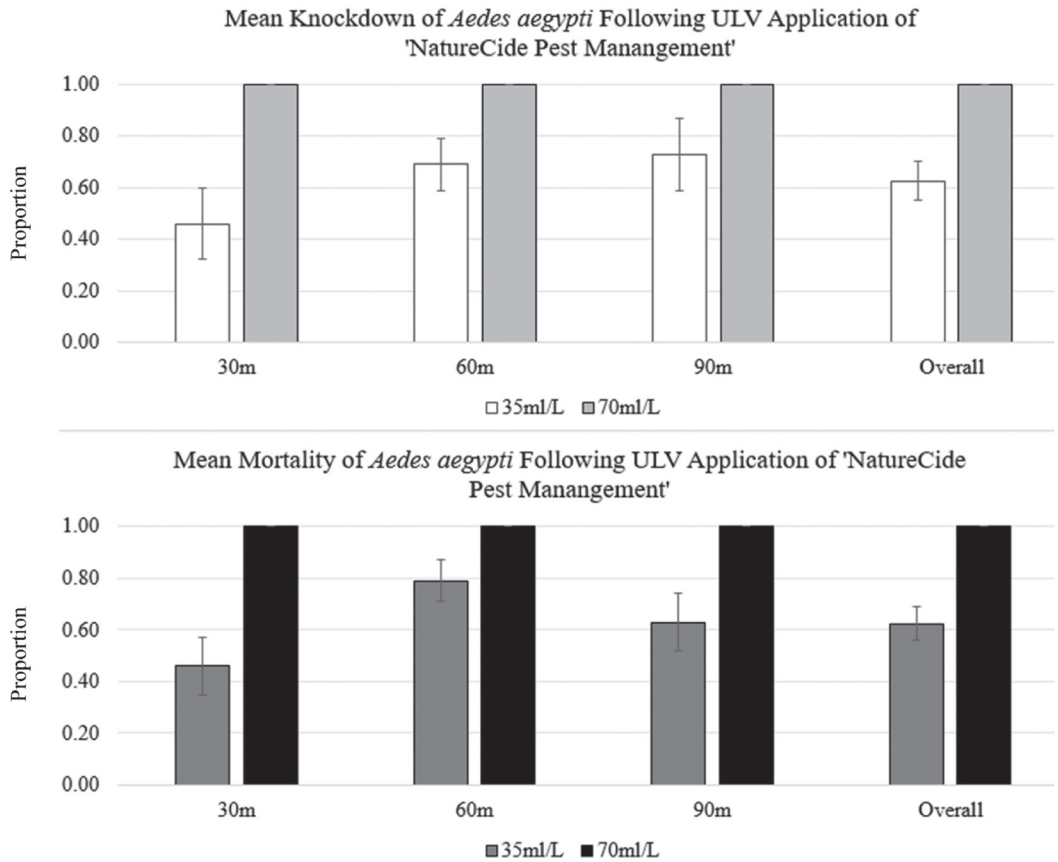 Mean Knockdown of Aedes aegypti Following ULV Application of
'NatureCide Pest Manangement'
1.00
0.80
0.60
0.40
0.20
0.00
Proportion
30m
60m
90m
Overall
35ml/L
70ml/L
Mean Mortality of Aedes aegypti Following ULV Application of 'NatureCide
Pest Manangement'
1.00
0.80
0.60
0.40
0.20
0.00
Proportion
30m
60m
90m
Overall
35ml/L
70ml/L